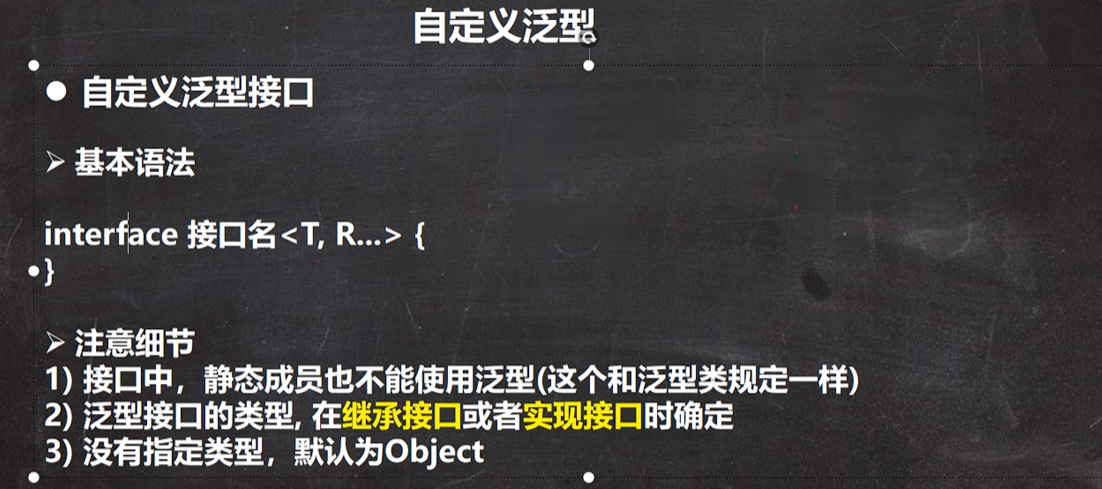 自定义泛型
● 自定义泛型接口
➢ 基本语法
interface 接口名<T, R...> {
}
➢ 注意细节
1) 接口中，静态成员也不能使用泛型(这个和泛型类规定一样)
2) 泛型接口的类型, 在继承接口或者实现接口时确定
3) 没有指定类型，默认为Object